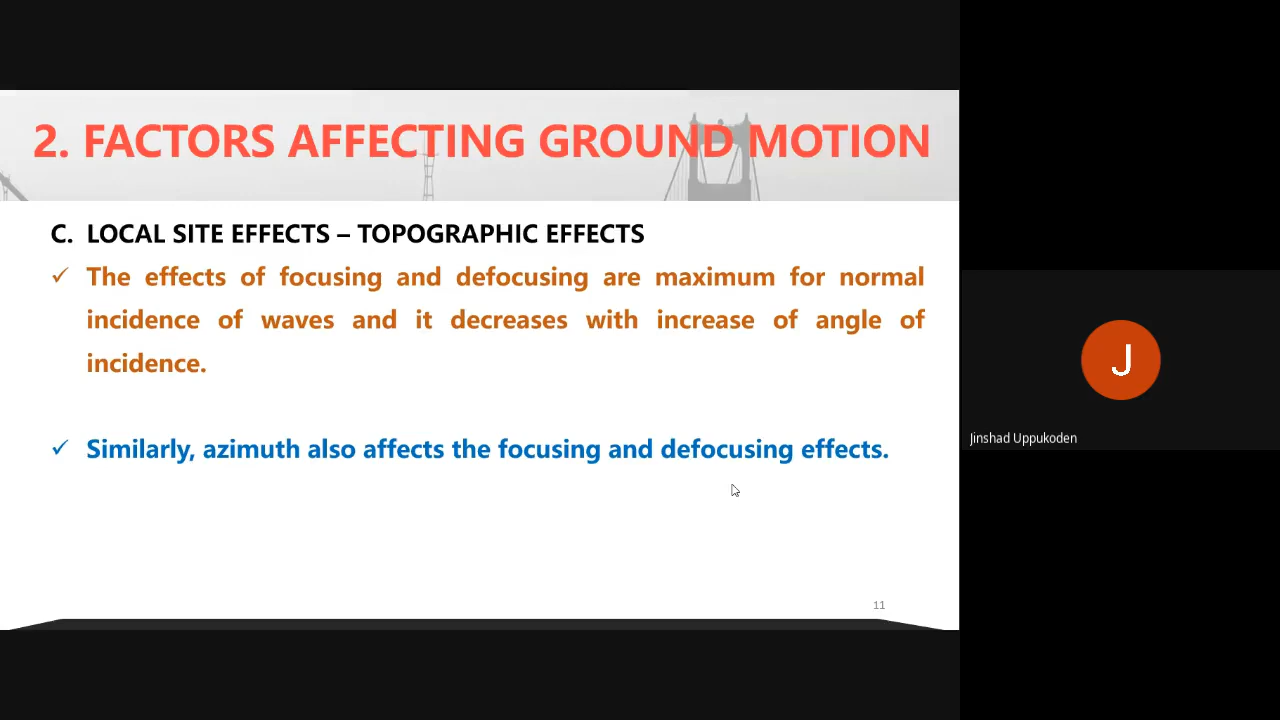 2. FACTORS AFFECTING GROUND MOTION
C. LOCAL SITE EFFECTS – TOPOGRAPHIC EFFECTS
✓ The effects of focusing and defocusing are maximum for normal
incidence of waves and it decreases with increase of angle of
incidence.
✓ Similarly, azimuth also affects the focusing and defocusing effects.
11
J
Jinshad Uppukoden